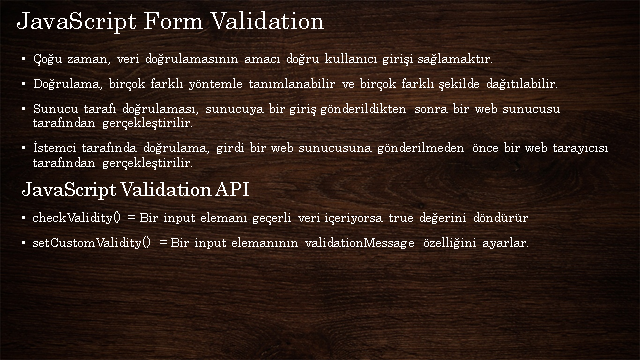 JavaScript Form Validation
• Çoğu zaman, veri doğrulamasının amacı doğru kullanıcı girişi sağlamaktır.
• Doğrulama, birçok farklı yöntemle tanımlanabilir ve birçok farklı şekilde dağıtılabilir.
• Sunucu tarafı doğrulaması, sunucuya bir giriş gönderildikten sonra bir web sunucusu
tarafından gerçekleştirilir.
• İstemci tarafında doğrulama, girdi bir web sunucusuna gönderilmeden önce bir web tarayıcısı
tarafından gerçekleştirilir.
JavaScript Validation API
• checkValidity() = Bir input elemanı geçerli veri içeriyorsa true değerini döndürür
• setCustomValidity() = Bir input elemanının validationMessage özelliğini ayarlar.